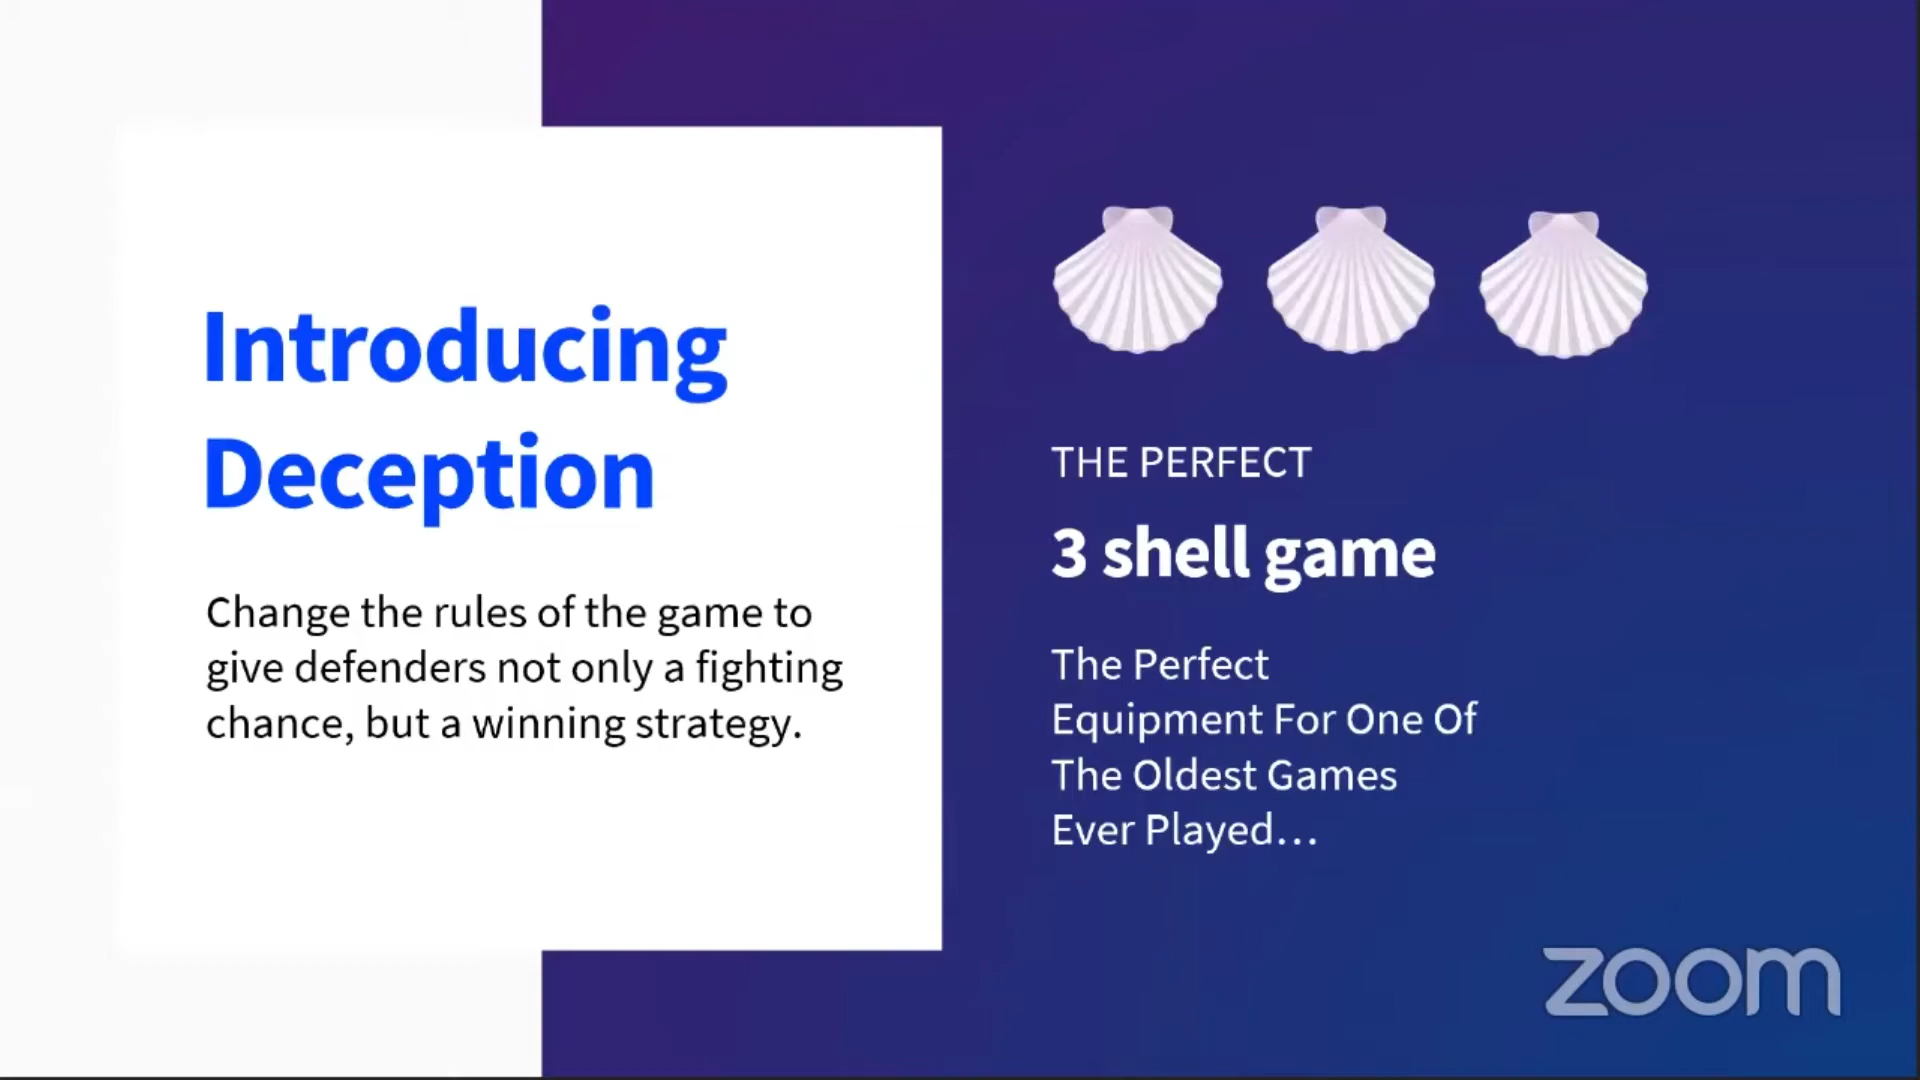 Introducing
Deception
Change the rules of the game to
give defenders not only a fighting
chance, but a winning strategy.
THE PERFECT
3 shell game
The Perfect
Equipment For One Of
The Oldest Games
Ever Played...
zoom